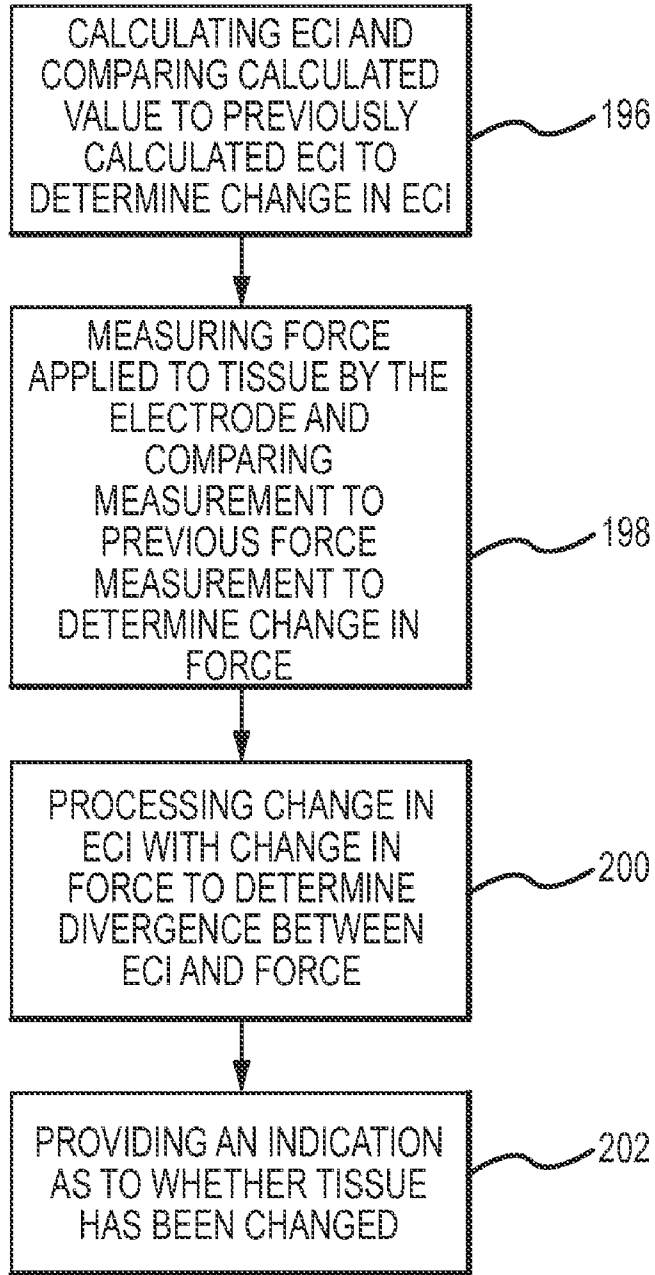 CALCULATING ECI AND
COMPARING CALCULATED
VALUE TO PREVIOUSLY
CALCULATED ECI TO
DETERMINE CHANGE IN ECI
196
MEASURING FORCE
APPLIED TO TISSUE BY THE
ELECTRODE AND
COMPARING
MEASUREMENT TO
PREVIOUS FORCE
MEASUREMENT TO
DETERMINE CHANGE IN
FORCE
198
PROCESSING CHANGE IN
ECI WITH CHANGE IN
FORCE TO DETERMINE
DIVERGENCE BETWEEN
ECI AND FORCE
200
PROVIDING AN INDICATION
AS TO WHETHER TISSUE
HAS BEEN CHANGED
202